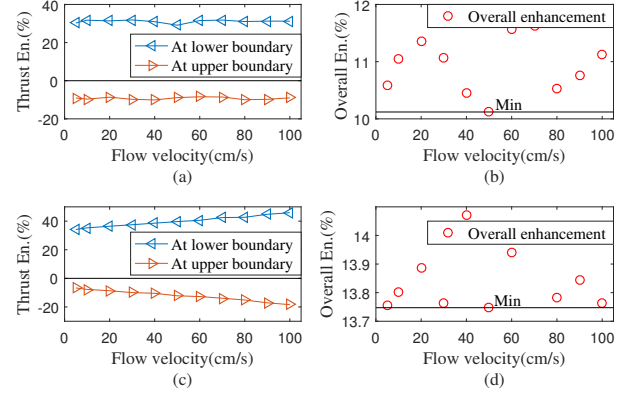 40
20
0
-20
0
20
40
60
80
100
Thrust En.(%)
Flow velocity(cm/s)
At lower boundary
At upper boundary
(a)
12
11
10
0
20
40
60
80
100
Overall En.(%)
Flow velocity(cm/s)
Overall enhancement
Min
(b)
40
20
0
-20
0
20
40
60
80
100
Thrust En.(%)
Flow velocity(cm/s)
At lower boundary
At upper boundary
(c)
14
13.9
13.8
13.7
0
20
40
60
80
100
Overall En.(%)
Flow velocity(cm/s)
Overall enhancement
Min
(d)